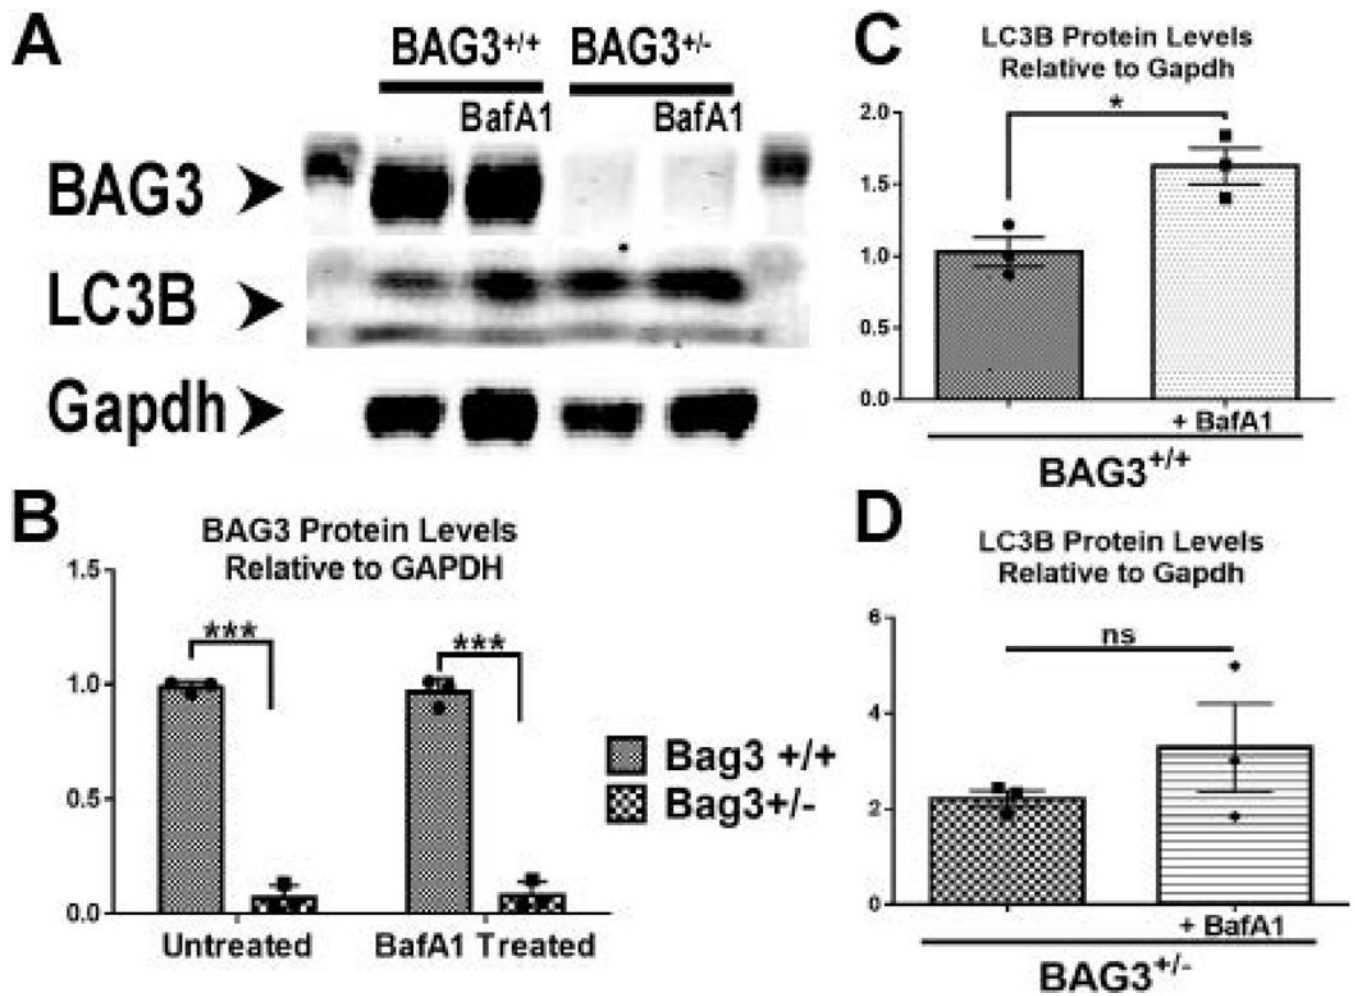 A
BAG3+/+ BAG3+/-
BafA1 BafA1
BAG3
LC3B
Gapdh
B
BAG3 Protein Levels
Relative to GAPDH
1.5
1.0
0.5
0.0
***
***
Untreated
BafA1 Treated
Bag3 +/+
Bag3+/-
C
LC3B Protein Levels
Relative to Gapdh
2.0
1.5
1.0
0.5
0.0
*
+ BafA1
BAG3+/+
D
LC3B Protein Levels
Relative to Gapdh
6
4
2
0
ns
+ BafA1
BAG3+/-